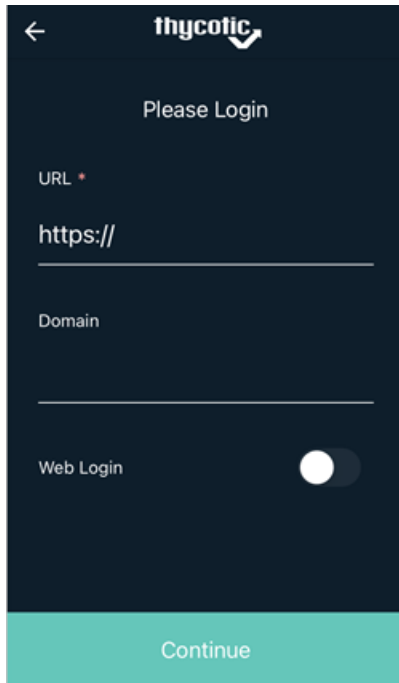 thycotic
Please Login
URL *
https://
Domain
Web Login
Continue